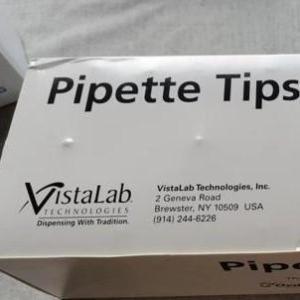 Pipette Tips
VistaLab
TECHNOLOGIES
Dispensing With Tradition.
VistaLab Technologies, Inc.
2 Geneva Road
Brewster, NY 10509 USA
(914) 244-6226
Pipe